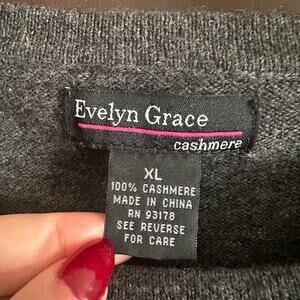 Evelyn Grace
cashmere
XL
100% CASHMERE
MADE IN CHINA
RN 93178
SEE REVERSE
FOR CARE